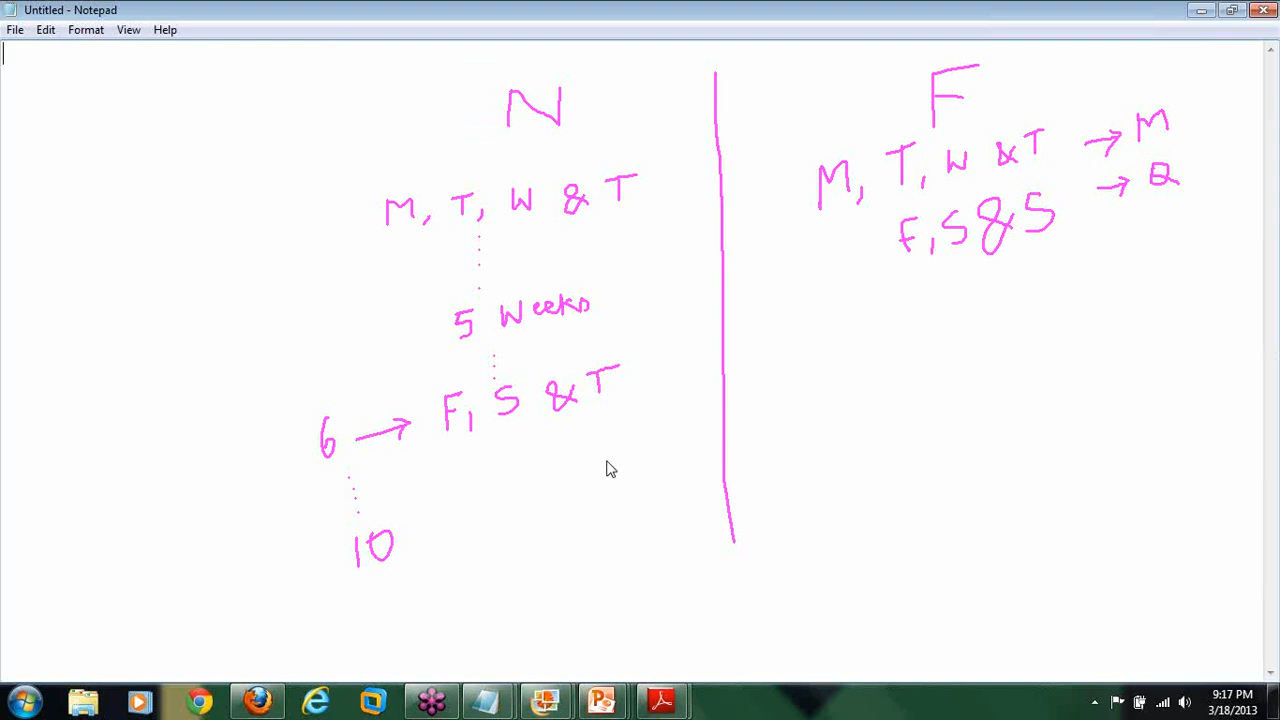 Untitled - Notepad
File Edit Format View Help
N
M, T, W & T
5 Weeks
6 → F, S & T
10
F
M, T, W & T → M
F, S & S → Q
9:17 PM
3/18/2013